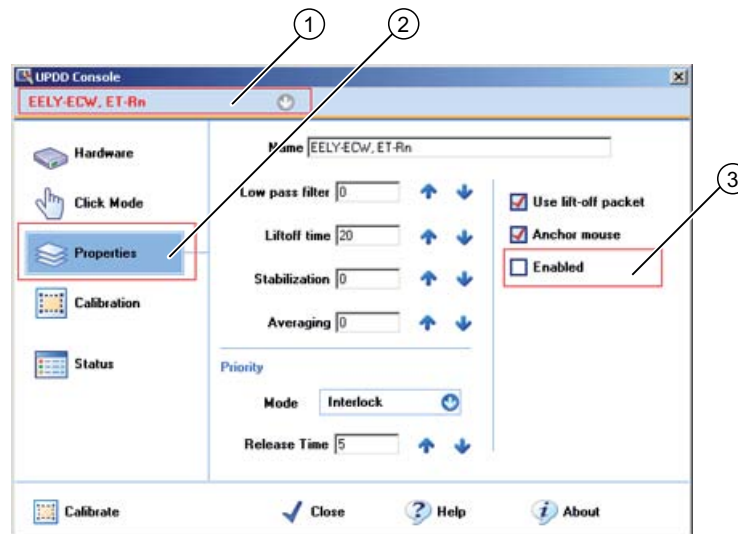 1
2
UPDD Console
EELY-ECW, ET-Rn
Hardware
Click Mode
Properties
Calibration
Status
Name EELY-ECW, ET-Rn
Low pass filter 0
Liftoff time 20
Stabilization 0
Averaging 0
Priority
Mode Interlock
Release Time 5
Use lift-off packet
Anchor mouse
Enabled
3
Calibrate
Close
? Help
i About